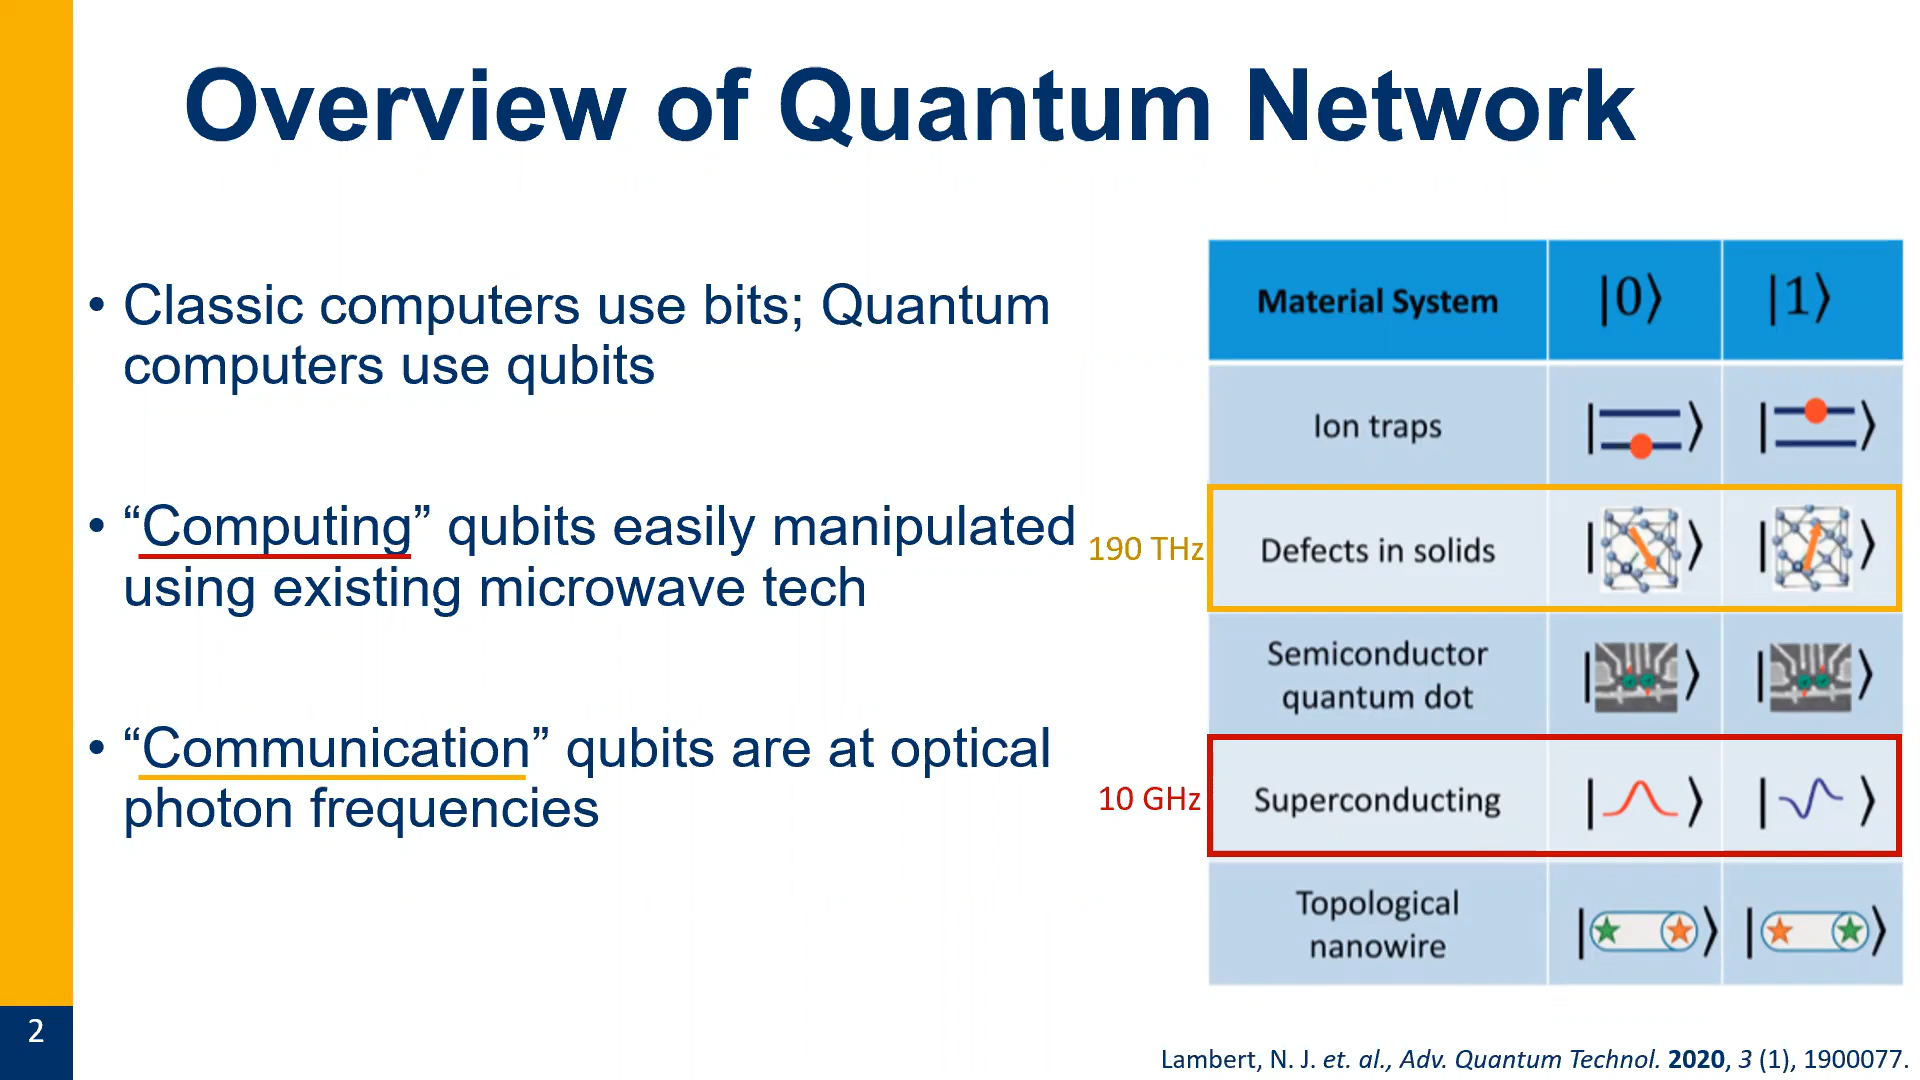 Overview of Quantum Network
• Classic computers use bits; Quantum
computers use qubits
• “Computing” qubits easily manipulated
using existing microwave tech
• “Communication” qubits are at optical
photon frequencies
Material System |0⟩ |1⟩
Ion traps
190 THz Defects in solids
Semiconductor
quantum dot
10 GHz Superconducting
Topological
nanowire
2
Lambert, N. J. et. al., Adv. Quantum Technol. 2020, 3 (1), 1900077.